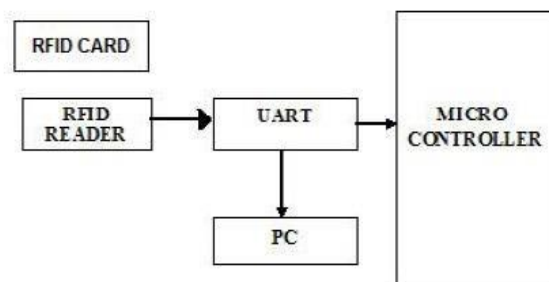 RFID CARD
RFID
READER
UART
MICRO
CONTROLLER
PC